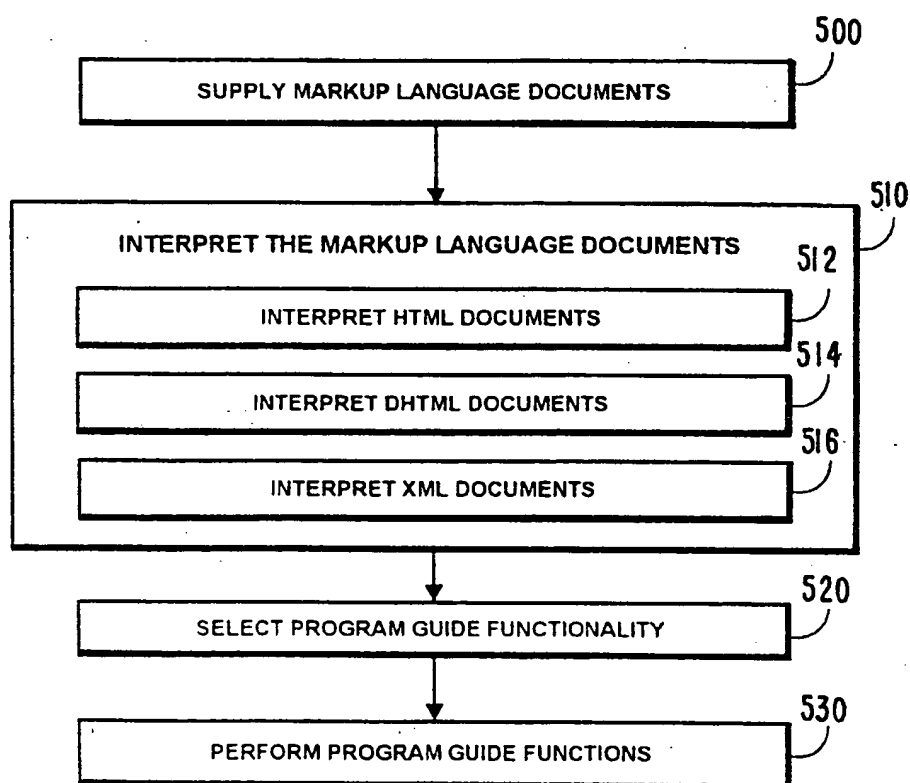 500
SUPPLY MARKUP LANGUAGE DOCUMENTS
510
INTERPRET THE MARKUP LANGUAGE DOCUMENTS
512
INTERPRET HTML DOCUMENTS
514
INTERPRET DHTML DOCUMENTS
516
INTERPRET XML DOCUMENTS
520
SELECT PROGRAM GUIDE FUNCTIONALITY
530
PERFORM PROGRAM GUIDE FUNCTIONS